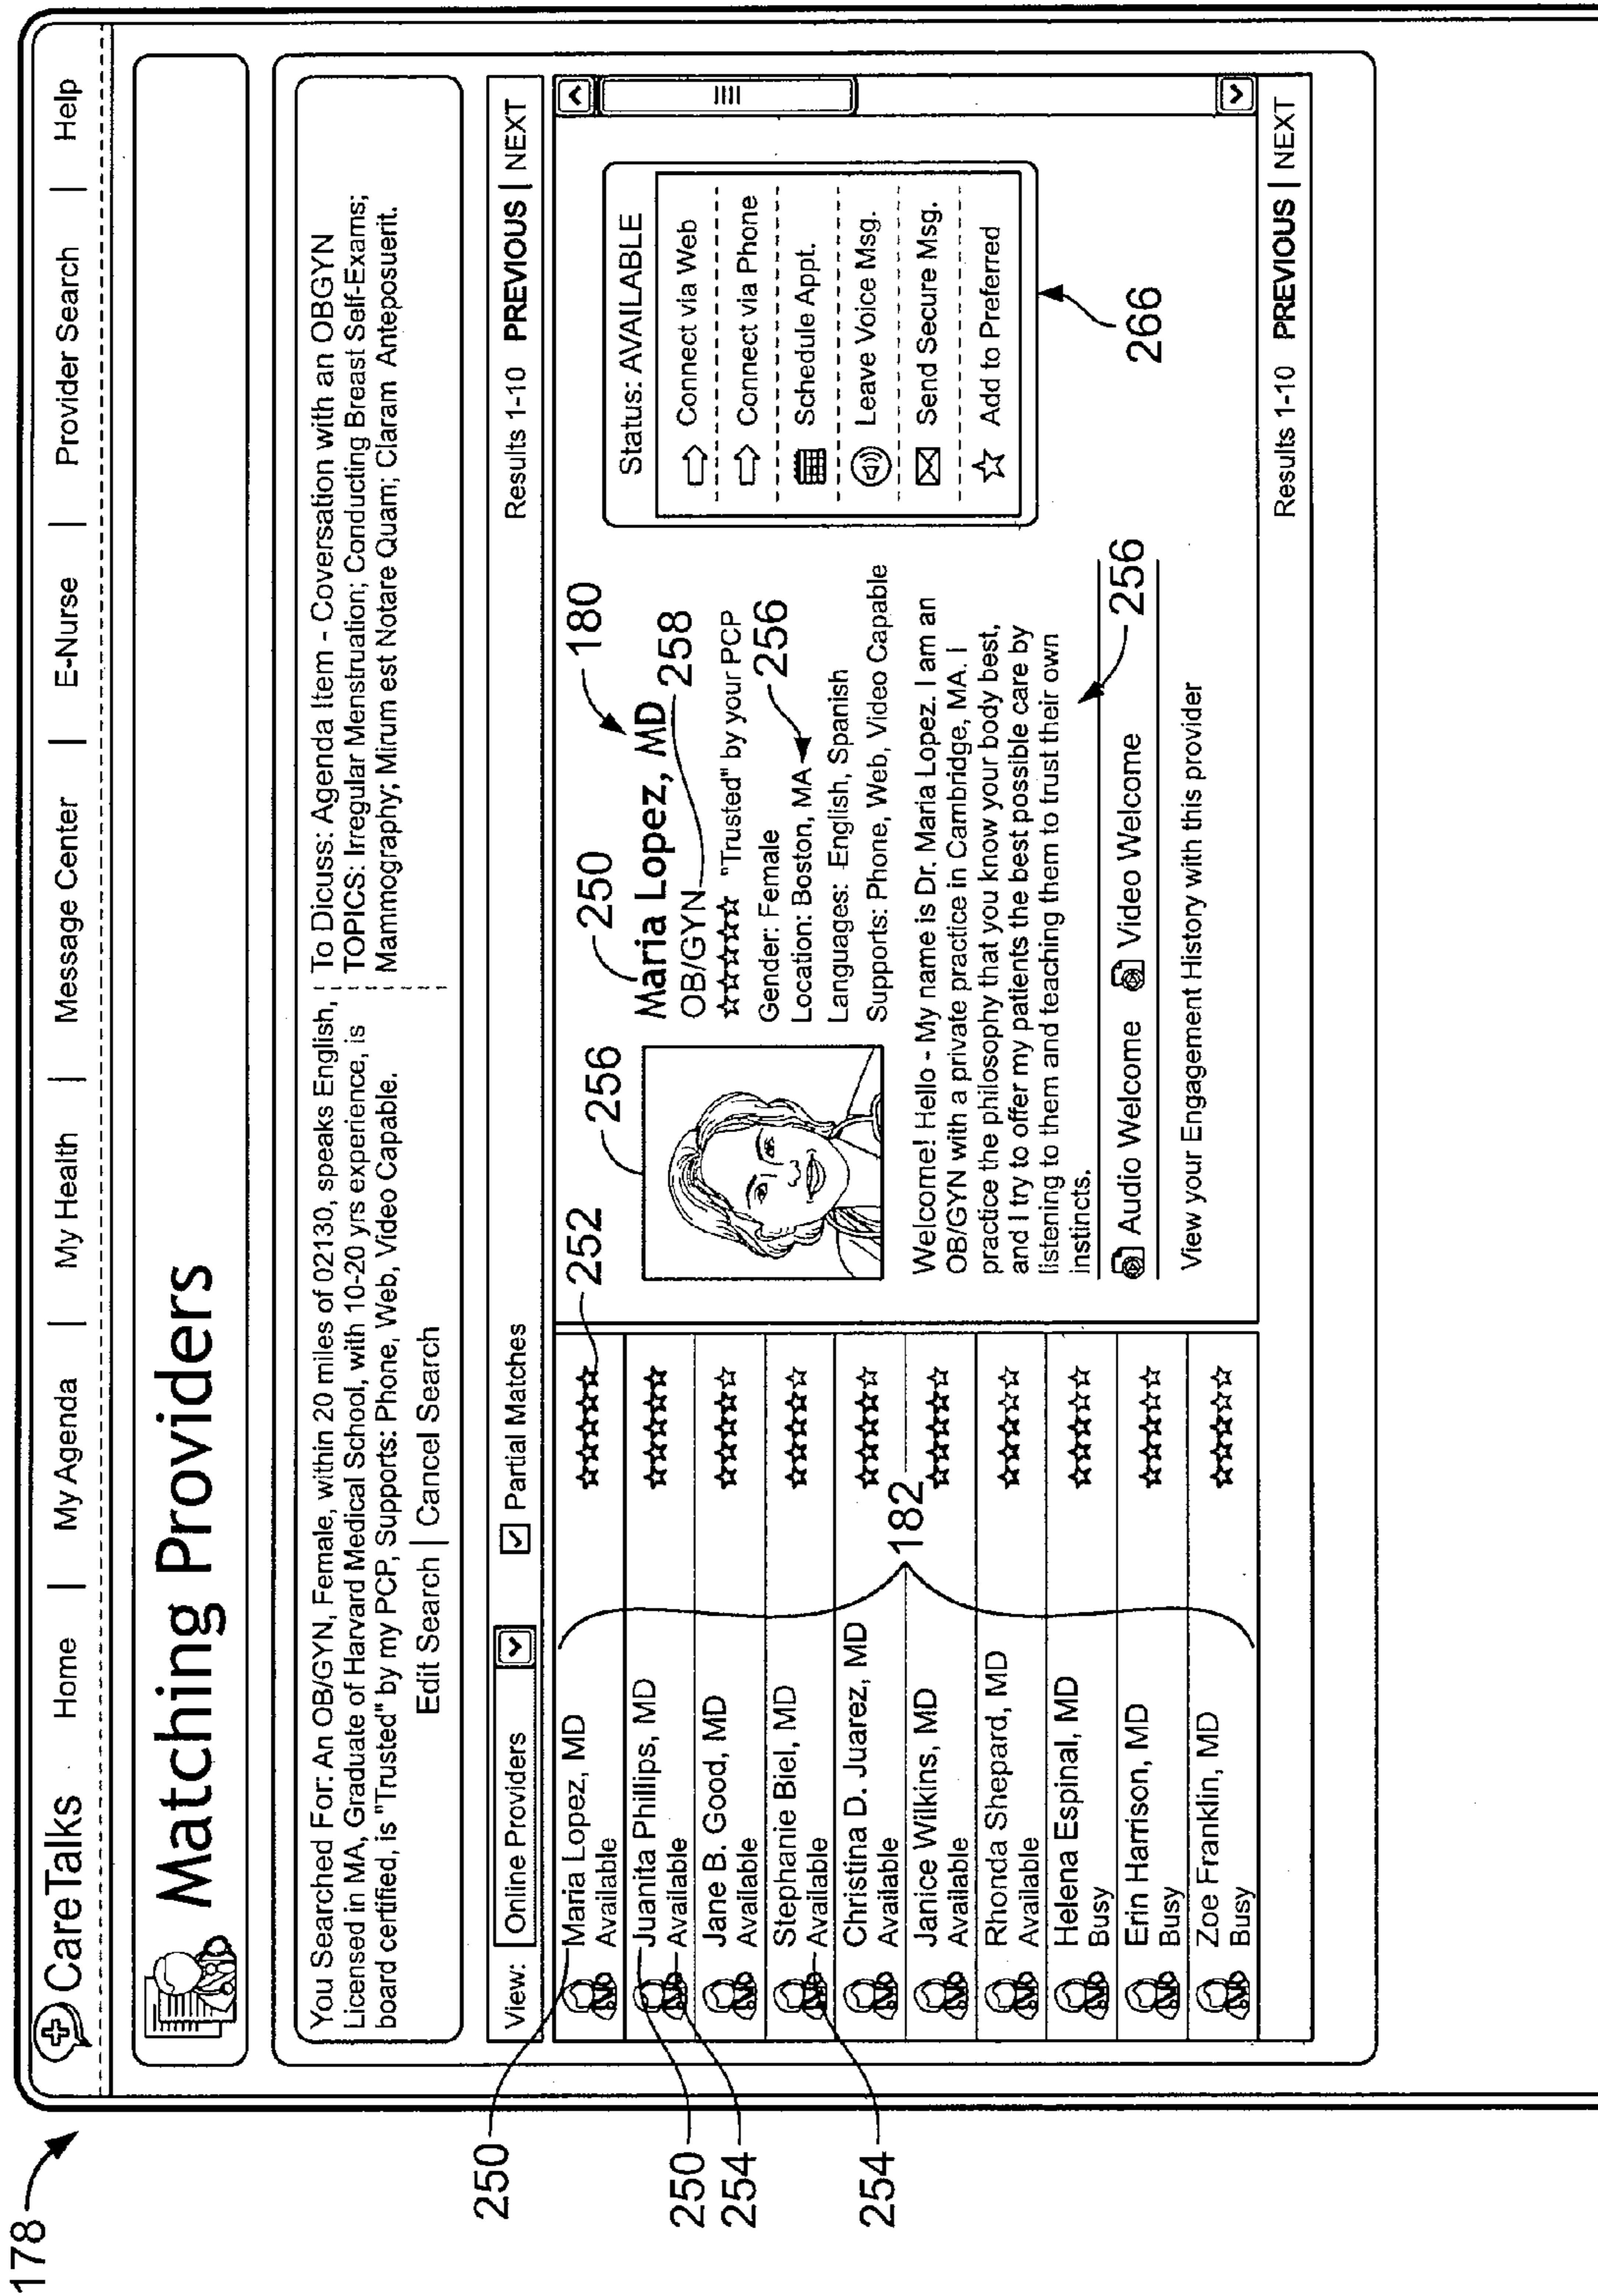 178
CareTalks Home | My Agenda | My Health | Message Center | E-Nurse | Provider Search | Help
Matching Providers
You Searched For: An OB/GYN, Female, within 20 miles of 02130, speaks English,
Licensed in MA, Graduate of Harvard Medical School, with 10-20 yrs experience, is
board certified, is "Trusted" by my PCP, Supports: Phone, Web, Video Capable.
Edit Search | Cancel Search
To Dicuss: Agenda Item - Coversation with an OBGYN
TOPICS: Irregular Menstruation; Conducting Breast Self-Exams;
Mammography; Mirum est Notare Quam; Claram Anteposuerit.
View: Online Providers
Partial Matches
Results 1-10 PREVIOUS | NEXT
250
Maria Lopez, MD
Available
252
250
Juanita Phillips, MD
254
Available
Jane B. Good, MD
Available
Stephanie Biel, MD
254
Available
Christina D. Juarez, MD
Available
182
Janice Wilkins, MD
Available
Rhonda Shepard, MD
Available
Helena Espinal, MD
Busy
Erin Harrison, MD
Busy
Zoe Franklin, MD
Busy
256
250
180
Maria Lopez, MD
OB/GYN
258
"Trusted" by your PCP
Gender: Female
Location: Boston, MA
256
Languages: English, Spanish
Supports: Phone, Web, Video Capable
Welcome! Hello - My name is Dr. Maria Lopez. I am an
OB/GYN with a private practice in Cambridge, MA. I
practice the philosophy that you know your body best,
and I try to offer my patients the best possible care by
listening to them and teaching them to trust their own
instincts.
256
Audio Welcome Video Welcome
View your Engagement History with this provider
Status: AVAILABLE
Connect via Web
Connect via Phone
Schedule Appt.
Leave Voice Msg.
Send Secure Msg.
Add to Preferred
266
Results 1-10 PREVIOUS | NEXT